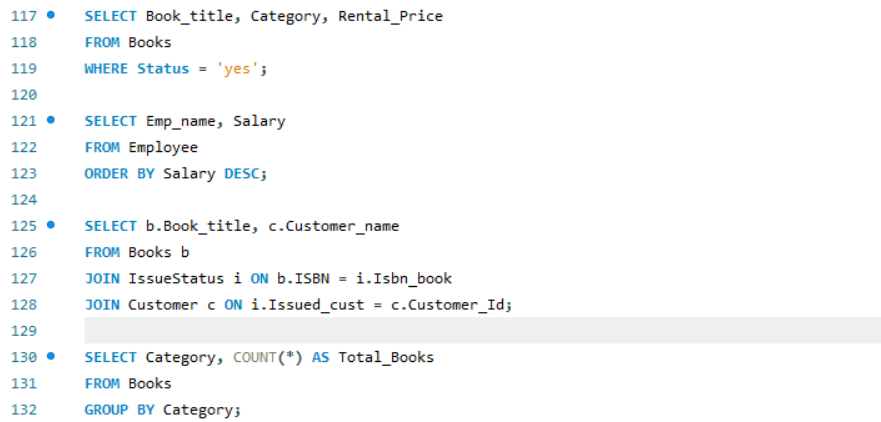 117 SELECT Book_title, Category, Rental_Price
118 FROM Books
119 WHERE Status = 'yes';
120
121 SELECT Emp_name, Salary
122 FROM Employee
123 ORDER BY Salary DESC;
124
125 SELECT b.Book_title, c.Customer_name
126 FROM Books b
127 JOIN IssueStatus i ON b.ISBN = i.Isbn_book
128 JOIN Customer c ON i.Issued_cust = c.Customer_Id;
129
130 SELECT Category, COUNT(*) AS Total_Books
131 FROM Books
132 GROUP BY Category;